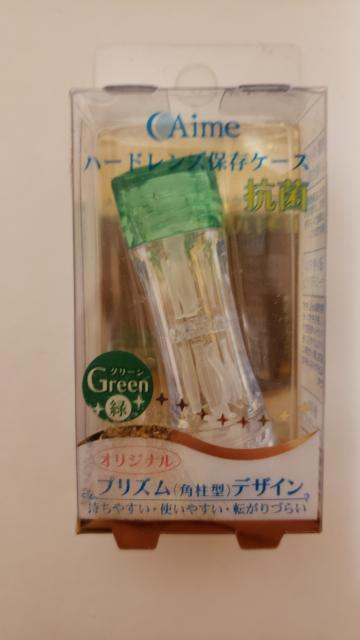 Aime
ハードレンズ保存ケース
抗菌
グリーン
Green
緑
オリジナル
プリズム(角柱型)デザイン
持ちやすい・使いやすい・転がりづらい